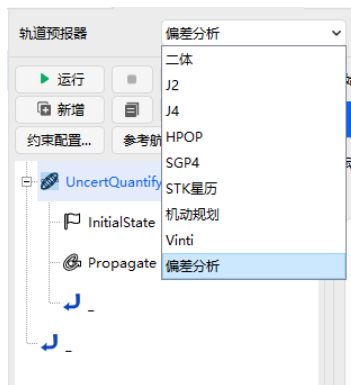 轨道预报器 偏差分析
二体
J2
J4
HPOP
SGP4
STK星历
机动规划
Vinti
偏差分析
运行
新增
约束配置... 参考航
UncertQuantify
InitialState
Propagate
_
_